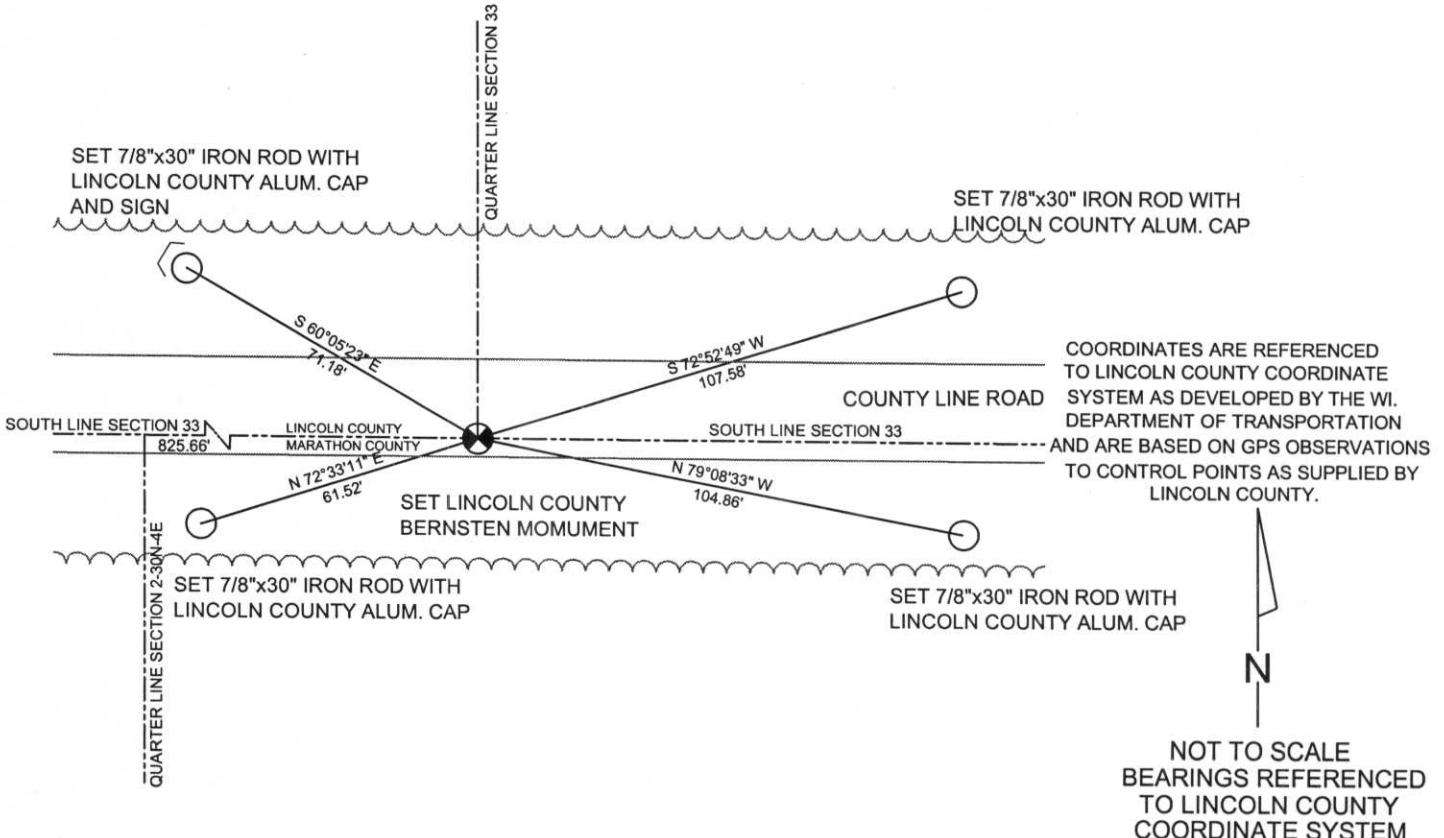 QUARTER LINE SECTION 33
SET 7/8"x30" IRON ROD WITH
LINCOLN COUNTY ALUM. CAP
AND SIGN
SET 7/8"x30" IRON ROD WITH
LINCOLN COUNTY ALUM. CAP
S 60°05'23" E
71.18'
S 72°52'49" W
107.58'
COUNTY LINE ROAD
COORDINATES ARE REFERENCED
TO LINCOLN COUNTY COORDINATE
SYSTEM AS DEVELOPED BY THE WI.
DEPARTMENT OF TRANSPORTATION
AND ARE BASED ON GPS OBSERVATIONS
TO CONTROL POINTS AS SUPPLIED BY
LINCOLN COUNTY.
SOUTH LINE SECTION 33
825.66'
LINCOLN COUNTY
MARATHON COUNTY
SOUTH LINE SECTION 33
N 72°33'11" E
61.52'
N 79°08'33" W
104.86'
SET LINCOLN COUNTY
BERNSTEN MOMUMENT
QUARTER LINE SECTION 2-30N-4E
SET 7/8"x30" IRON ROD WITH
LINCOLN COUNTY ALUM. CAP
SET 7/8"x30" IRON ROD WITH
LINCOLN COUNTY ALUM. CAP
N
NOT TO SCALE
BEARINGS REFERENCED
TO LINCOLN COUNTY
COORDINATE SYSTEM